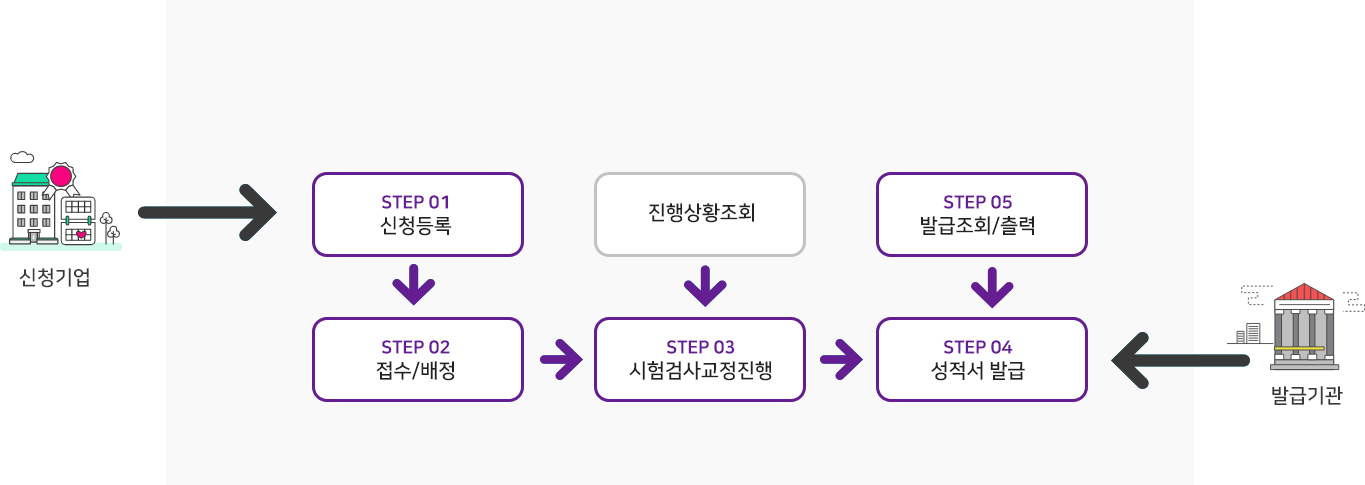 신청기업
STEP 01
신청등록
진행상황조회
STEP 05
발급조회/출력
STEP 02
접수/배정
STEP 03
시험검사교정진행
STEP 04
성적서 발급
발급기관